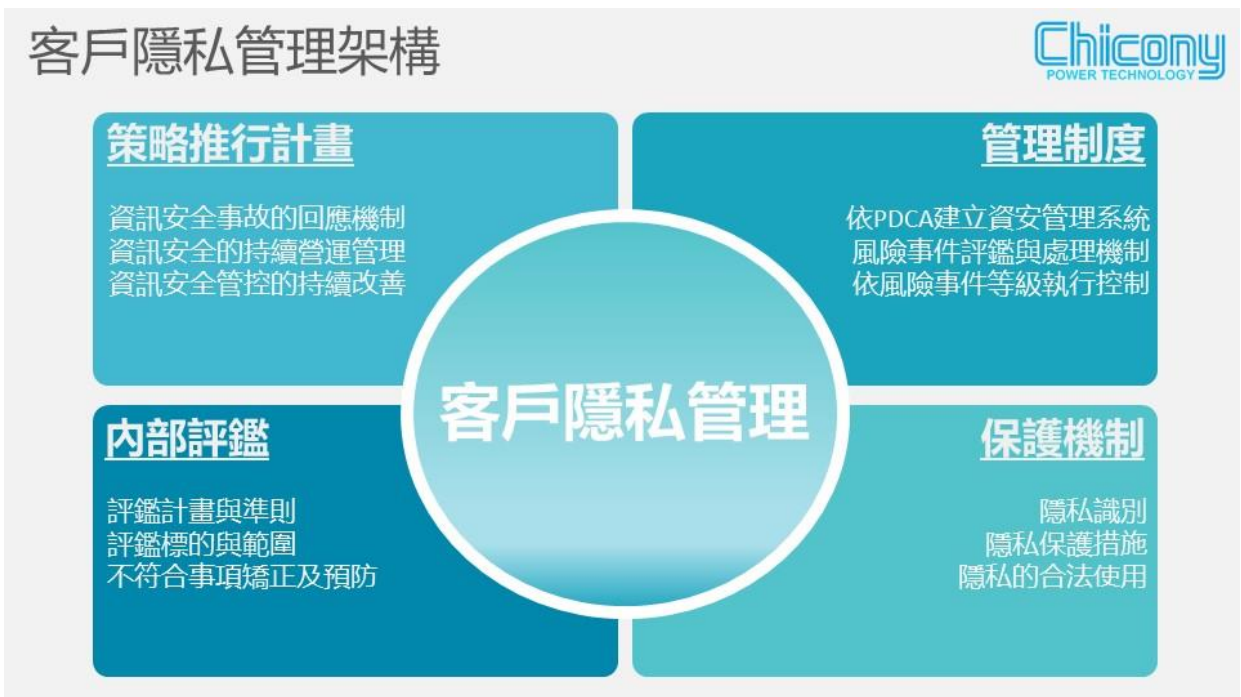 客戶隱私管理架構
Chicony
POWER TECHNOLOGY
策略推行計畫
資訊安全事故的回應機制
資訊安全的持續營運管理
資訊安全管控的持續改善
管理制度
依PDCA建立資安管理系統
風險事件評鑑與處理機制
依風險事件等級執行控制
客戶隱私管理
內部評鑑
評鑑計畫與準則
評鑑標的與範圍
不符合事項矯正及預防
保護機制
隱私識別
隱私保護措施
隱私的合法使用